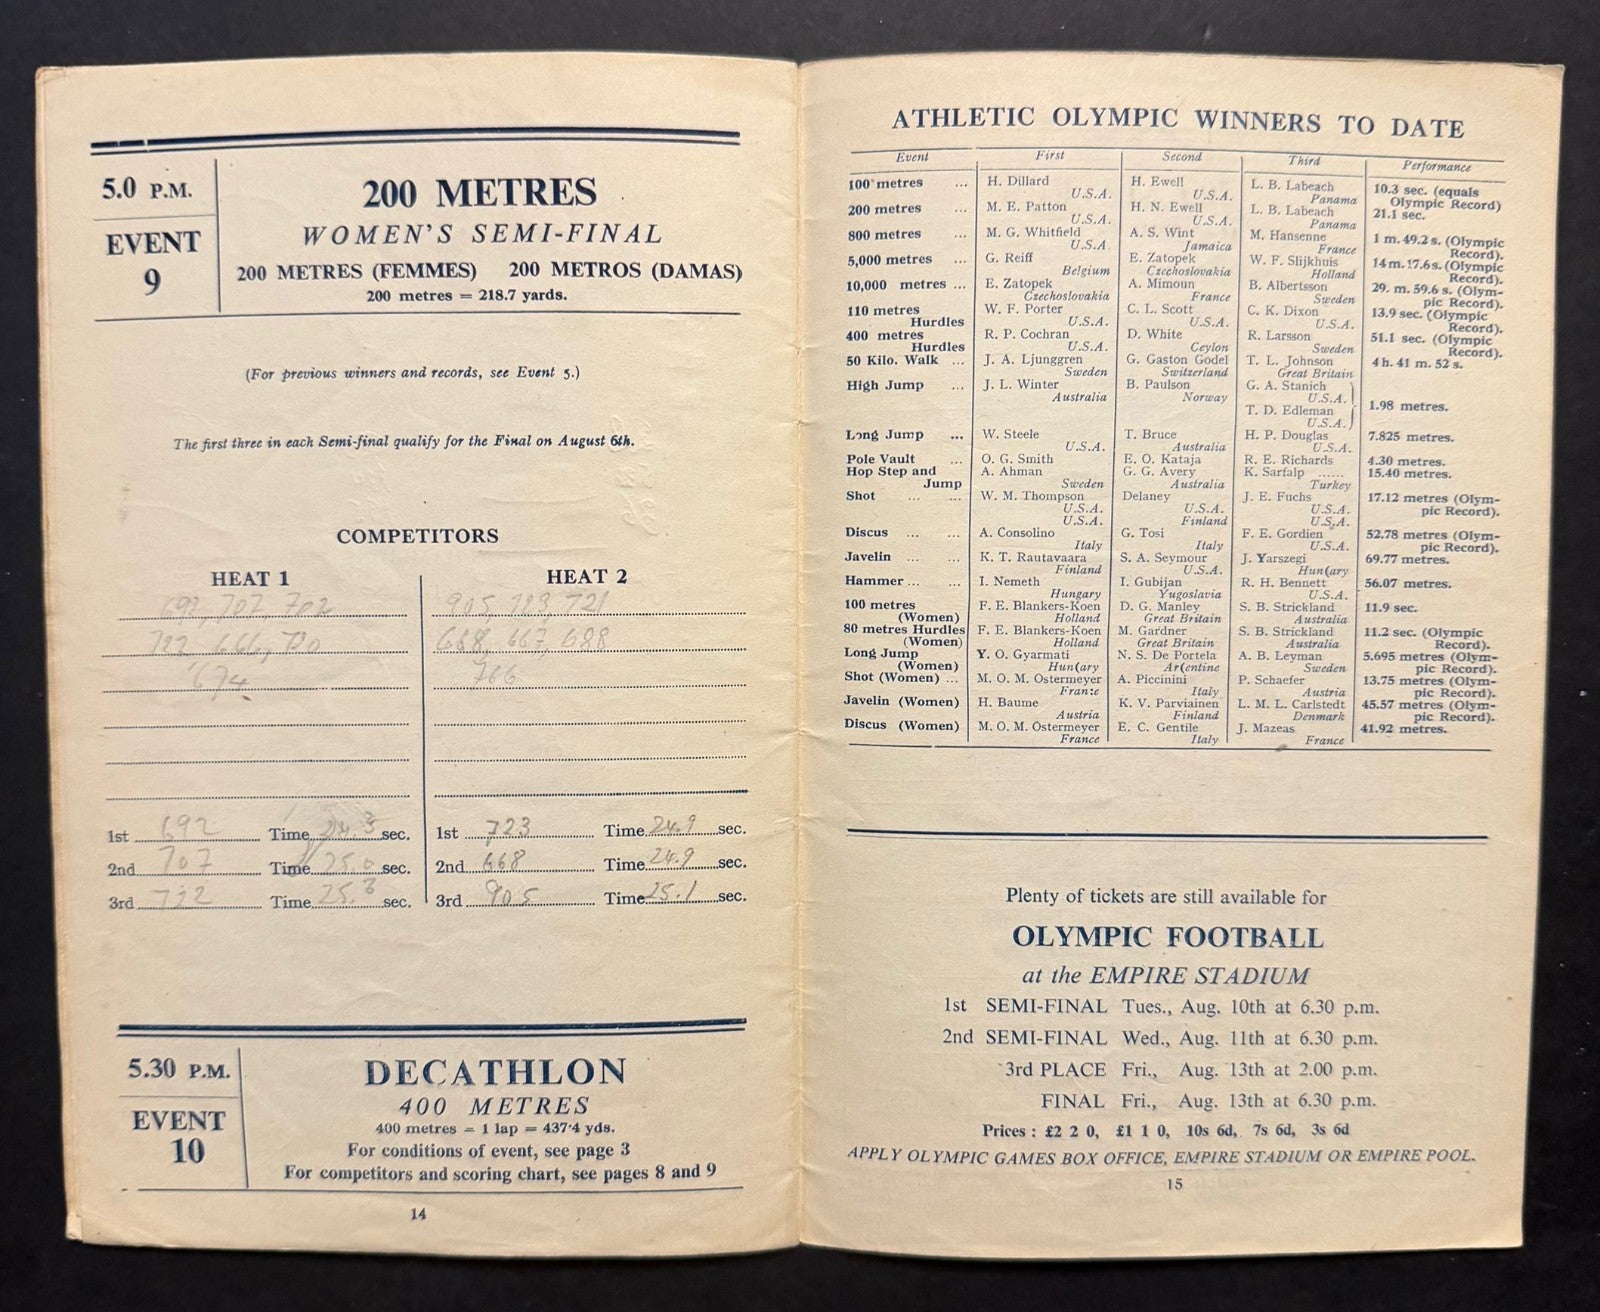 5.0 P.M.
EVENT
9
200 METRES
WOMEN'S SEMI-FINAL
200 METRES (FEMMES) 200 METROS (DAMAS)
200 metres = 218.7 yards.
(For previous winners and records, see Event 5.)
The first three in each Semi-final qualify for the Final on August 6th.
COMPETITORS
HEAT 1
692, 707, 702
722 666, 720
674
1st 692 Time sec.
2nd 707 Time 25.0 sec.
3rd Time 25.3 sec.
HEAT 2
905, 723, 721
668, 667, 688
766
1st 723 Time 24.9 sec.
2nd 668 Time 24.9 sec.
3rd 905 Time 25.1 sec.
5.30 P.M.
EVENT
10
DECATHLON
400 METRES
400 metres = 1 lap = 437·4 yds.
For conditions of event, see page 3
For competitors and scoring chart, see pages 8 and 9
14
ATHLETIC OLYMPIC WINNERS TO DATE
Event First Second Third Performance
100 metres ... H. Dillard U.S.A. H. Ewell U.S.A. L. B. Labeach Panama 10.3 sec. (equals Olympic Record)
200 metres ... M. E. Patton U.S.A. H. N. Ewell U.S.A. L. B. Labeach Panama 21.1 sec.
800 metres ... M. G. Whitfield U.S.A. A. S. Wint Jamaica M. Hansenne France 1 m. 49.2 s. (Olympic Record).
5,000 metres ... G. Reiff Belgium E. Zatopek Czechoslovakia W. F. Slijkhuis Holland 14m. 17.6s. (Olympic Record).
10,000 metres ... E. Zatopek Czechoslovakia A. Mimoun France B. Albertsson Sweden 29. m. 59.6 s. (Olympic Record).
110 metres Hurdles W. F. Porter U.S.A. C. L. Scott U.S.A. C. K. Dixon U.S.A. 13.9 sec. (Olympic Record).
400 metres Hurdles R. P. Cochran U.S.A. D. White Ceylon R. Larsson Sweden 51.1 sec. (Olympic Record).
50 Kilo. Walk ... J. A. Ljunggren Sweden G. Gaston Godel Switzerland T. L. Johnson Great Britain 4 h. 41 m. 52 s.
High Jump ... J. L. Winter Australia B. Paulson Norway G. A. Stanich U.S.A. T. D. Edleman U.S.A. 1.98 metres.
Long Jump ... W. Steele U.S.A. T. Bruce Australia H. P. Douglas U.S.A. 7.825 metres.
Pole Vault ... O. G. Smith U.S.A. E. O. Kataja Finland R. E. Richards U.S.A. 4.30 metres.
Hop Step and Jump A. Ahman Sweden G. G. Avery Australia K. Sarfalp ...... Turkey 15.40 metres.
Shot ... ... W. M. Thompson U.S.A. Delaney U.S.A. J. E. Fuchs U.S.A. 17.12 metres (Olympic Record).
Discus ... ... A. Consolino Italy G. Tosi Italy F. E. Gordien U.S.A. 52.78 metres (Olympic Record).
Javelin ... ... K. T. Rautavaara Finland S. A. Seymour U.S.A. J. Yarszegi Hungary 69.77 metres.
Hammer ... ... I. Nemeth Hungary I. Gubijan Yugoslavia R. H. Bennett U.S.A. 56.07 metres.
100 metres (Women) F. E. Blankers-Koen Holland D. G. Manley Great Britain S. B. Strickland Australia 11.9 sec.
80 metres Hurdles (Women) F. E. Blankers-Koen Holland M. Gardner Great Britain S. B. Strickland Australia 11.2 sec. (Olympic Record).
Long Jump (Women) Y. O. Gyarmati Hungary N. S. De Portela Argentine A. B. Leyman Sweden 5.695 metres (Olympic Record).
Shot (Women) ... M. O. M. Ostermeyer France A. Piccinini Italy P. Schaefer Austria 13.75 metres (Olympic Record).
Javelin (Women) H. Baume Austria K. V. Parviainen Finland L. M. L. Carlstedt Denmark 45.57 metres (Olympic Record).
Discus (Women) M. O. M. Ostermeyer France E. C. Gentile Italy J. Mazeas France 41.92 metres.
Plenty of tickets are still available for
OLYMPIC FOOTBALL
at the EMPIRE STADIUM
1st SEMI-FINAL Tues., Aug. 10th at 6.30 p.m.
2nd SEMI-FINAL Wed., Aug. 11th at 6.30 p.m.
3rd PLACE Fri., Aug. 13th at 2.00 p.m.
FINAL Fri., Aug. 13th at 6.30 p.m.
Prices : £2 2 0, £1 1 0, 10s 6d, 7s 6d, 3s 6d
APPLY OLYMPIC GAMES BOX OFFICE, EMPIRE STADIUM OR EMPIRE POOL.
15